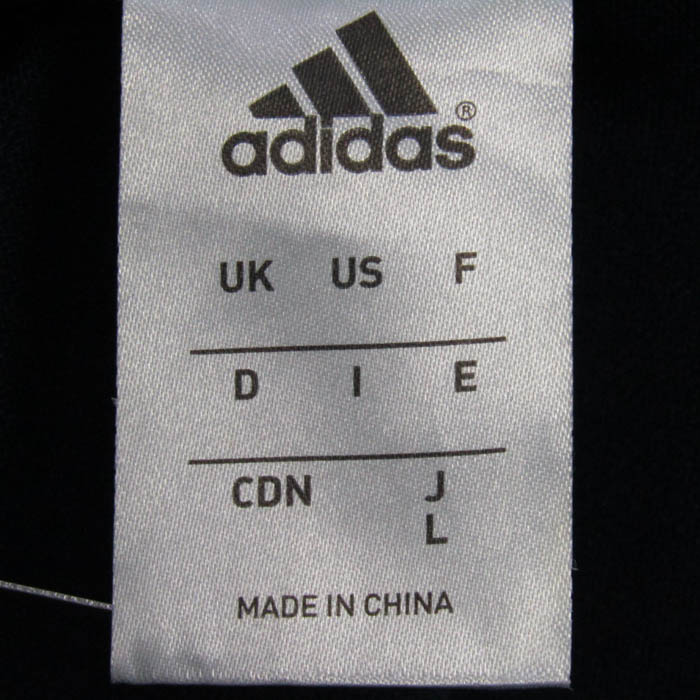 adidas®
UK US F
D I E
CDN J
L
MADE IN CHINA